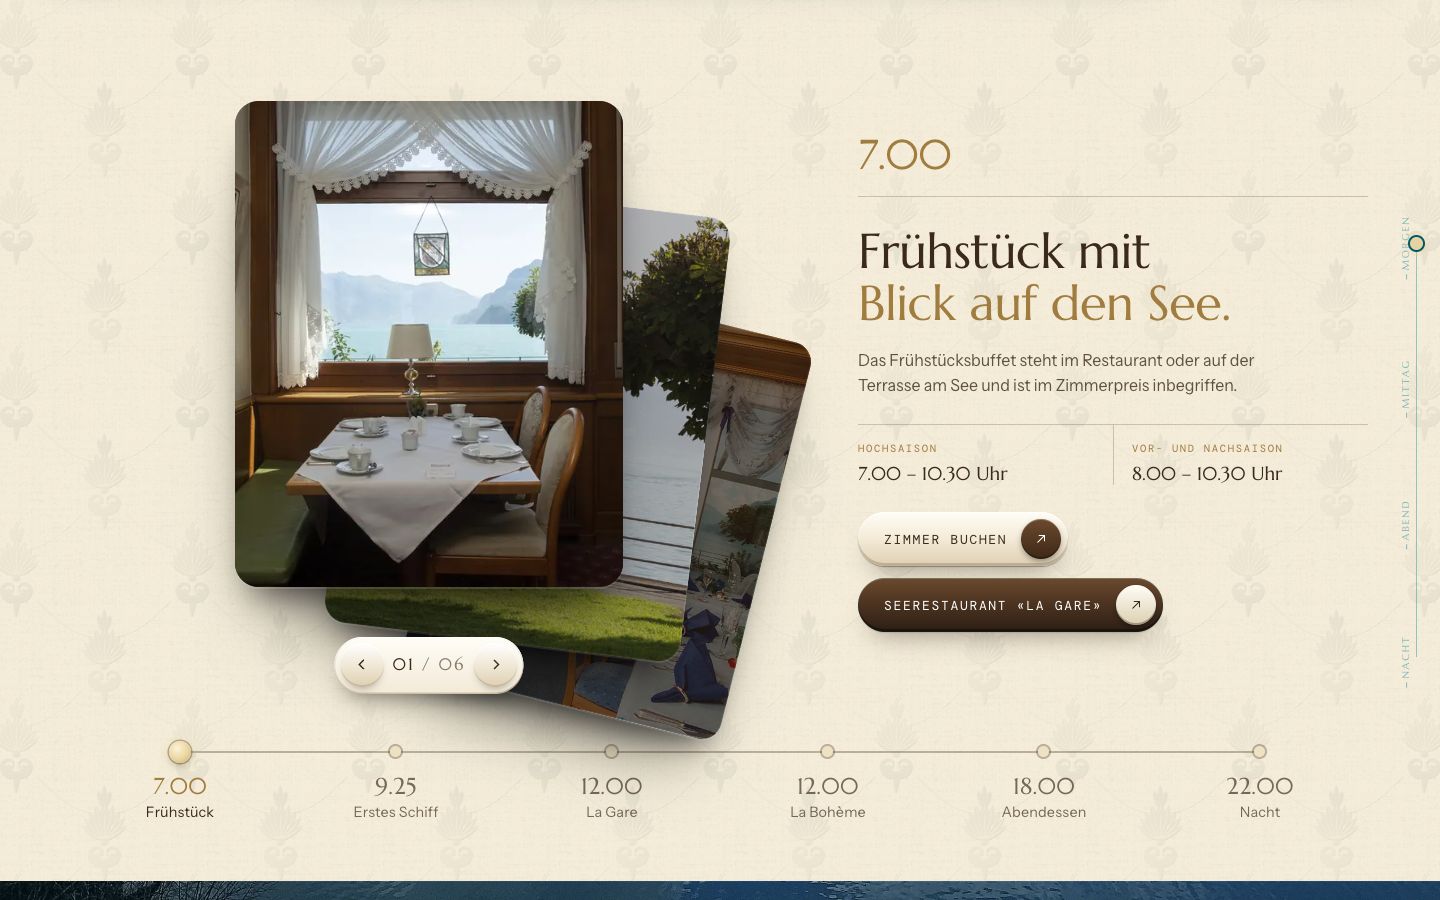 7.00
Frühstück mit
Blick auf den See.
Das Frühstücksbuffet steht im Restaurant oder auf der
Terrasse am See und ist im Zimmerpreis inbegriffen.
HOCHSAISON
7.00 – 10.30 Uhr
VOR- UND NACHSAISON
8.00 – 10.30 Uhr
ZIMMER BUCHEN
SEERESTAURANT «LA GARE»
01 / 06
7.00
Frühstück
9.25
Erstes Schiff
12.00
La Gare
12.00
La Bohème
18.00
Abendessen
22.00
Nacht
– MORGEN
– MITTAG
– ABEND
– NACHT